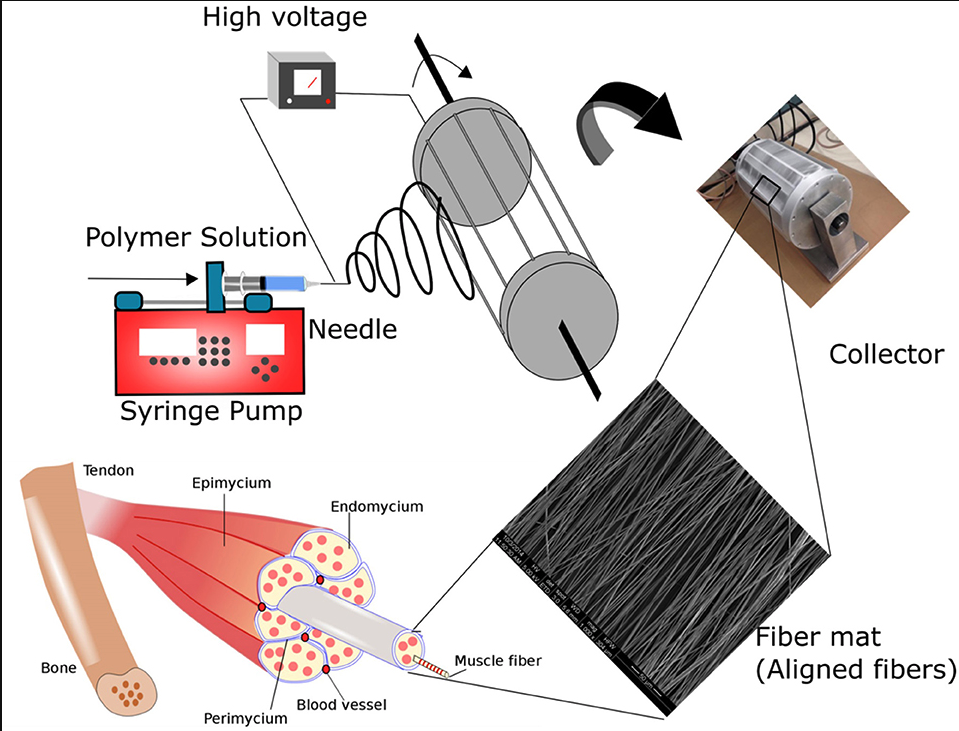 High voltage
Polymer Solution
Needle
Syringe Pump
Collector
Tendon
Epimycium
Endomycium
Bone
Muscle fiber
Blood vessel
Perimycium
Fiber mat
(Aligned fibers)